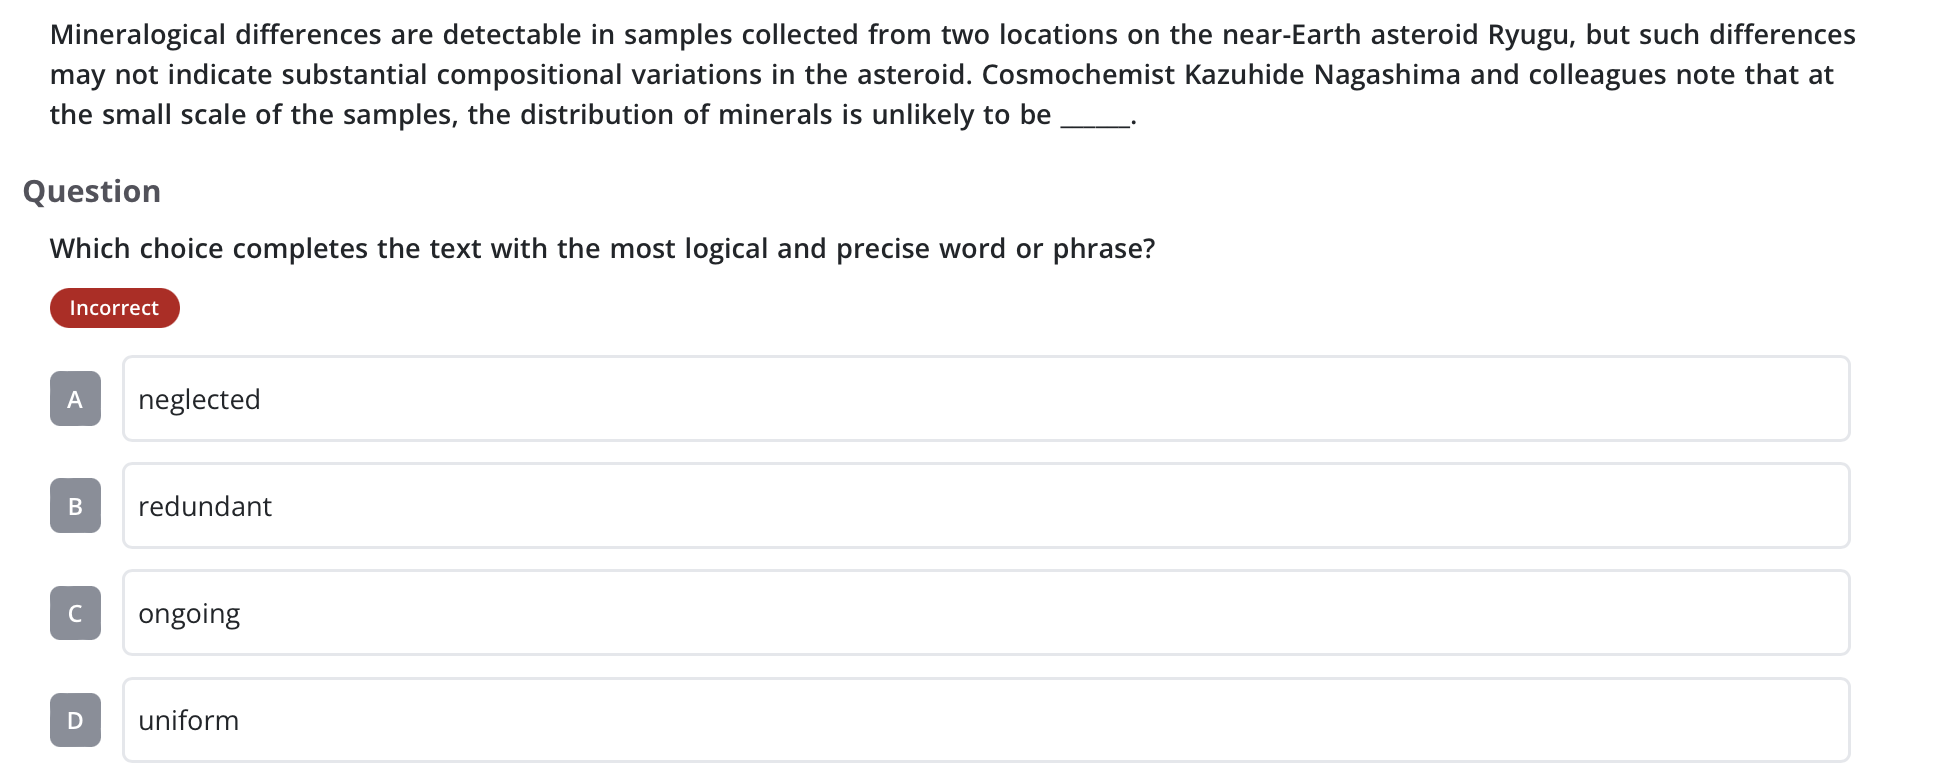 Mineralogical differences are detectable in samples collected from two locations on the near-Earth asteroid Ryugu, but such differences
may not indicate substantial compositional variations in the asteroid. Cosmochemist Kazuhide Nagashima and colleagues note that at
the small scale of the samples, the distribution of minerals is unlikely to be ______.
Question
Which choice completes the text with the most logical and precise word or phrase?
Incorrect
A neglected
B redundant
C ongoing
D uniform